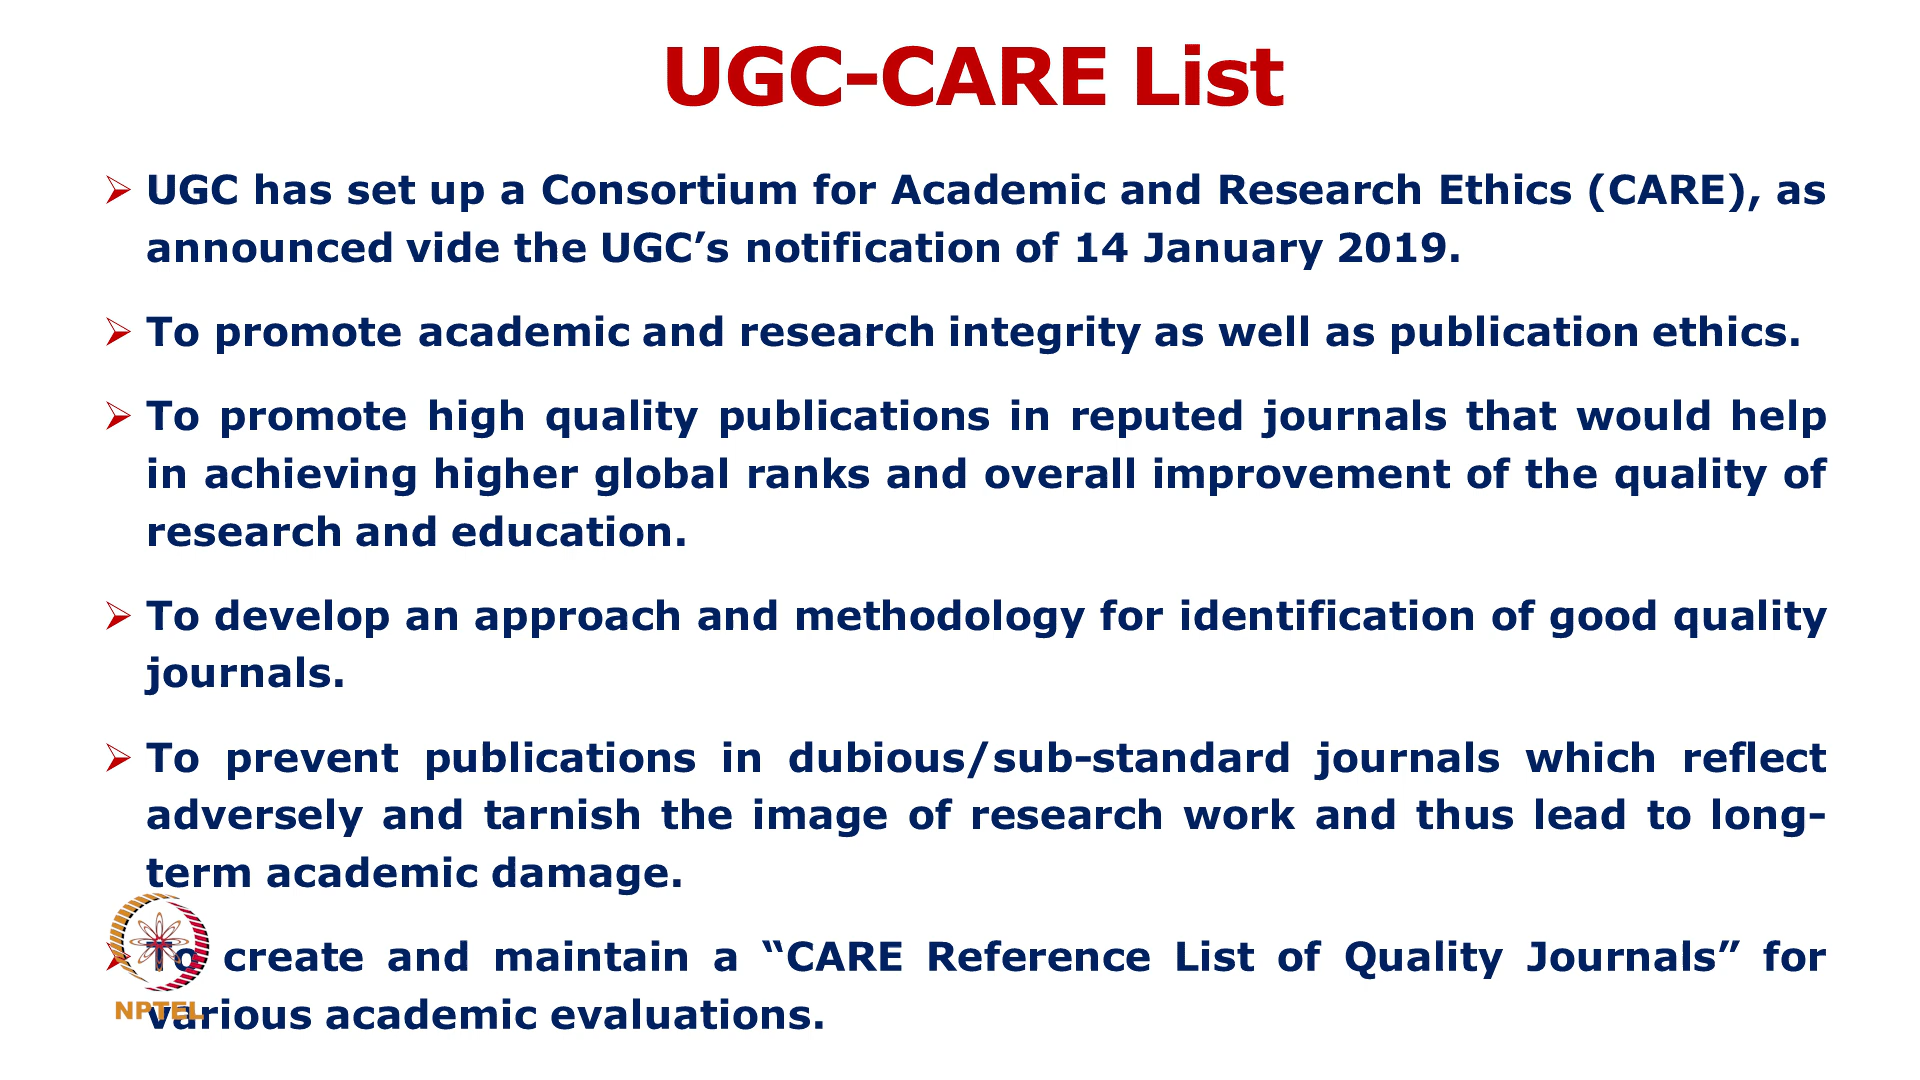 UGC-CARE List
➢ UGC has set up a Consortium for Academic and Research Ethics (CARE), as
announced vide the UGC’s notification of 14 January 2019.
➢ To promote academic and research integrity as well as publication ethics.
➢ To promote high quality publications in reputed journals that would help
in achieving higher global ranks and overall improvement of the quality of
research and education.
➢ To develop an approach and methodology for identification of good quality
journals.
➢ To prevent publications in dubious/sub-standard journals which reflect
adversely and tarnish the image of research work and thus lead to long-
term academic damage.
➢ To create and maintain a “CARE Reference List of Quality Journals” for
various academic evaluations.
NPTEL